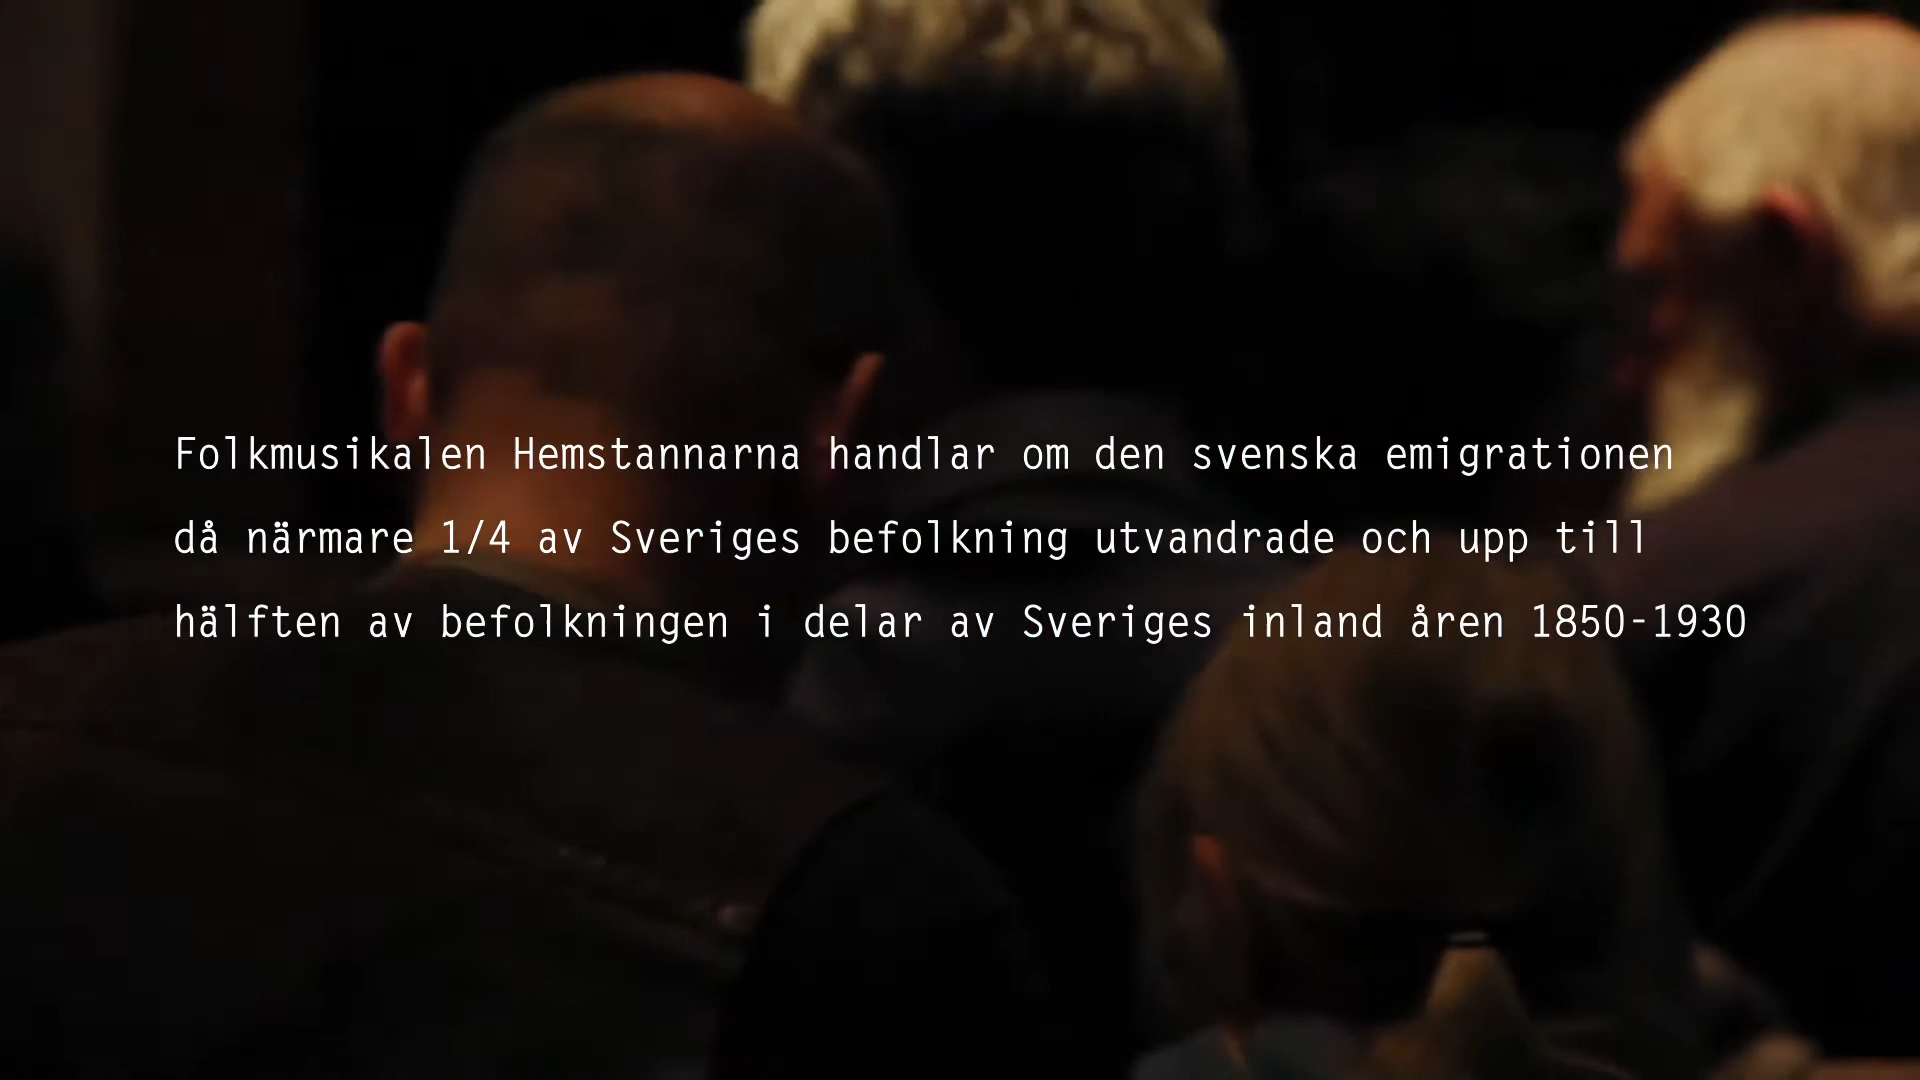 Folkmusikalen Hemstannarna handlar om den svenska emigrationen
då närmare 1/4 av Sveriges befolkning utvandrade och upp till
hälften av befolkningen i delar av Sveriges inland åren 1850-1930